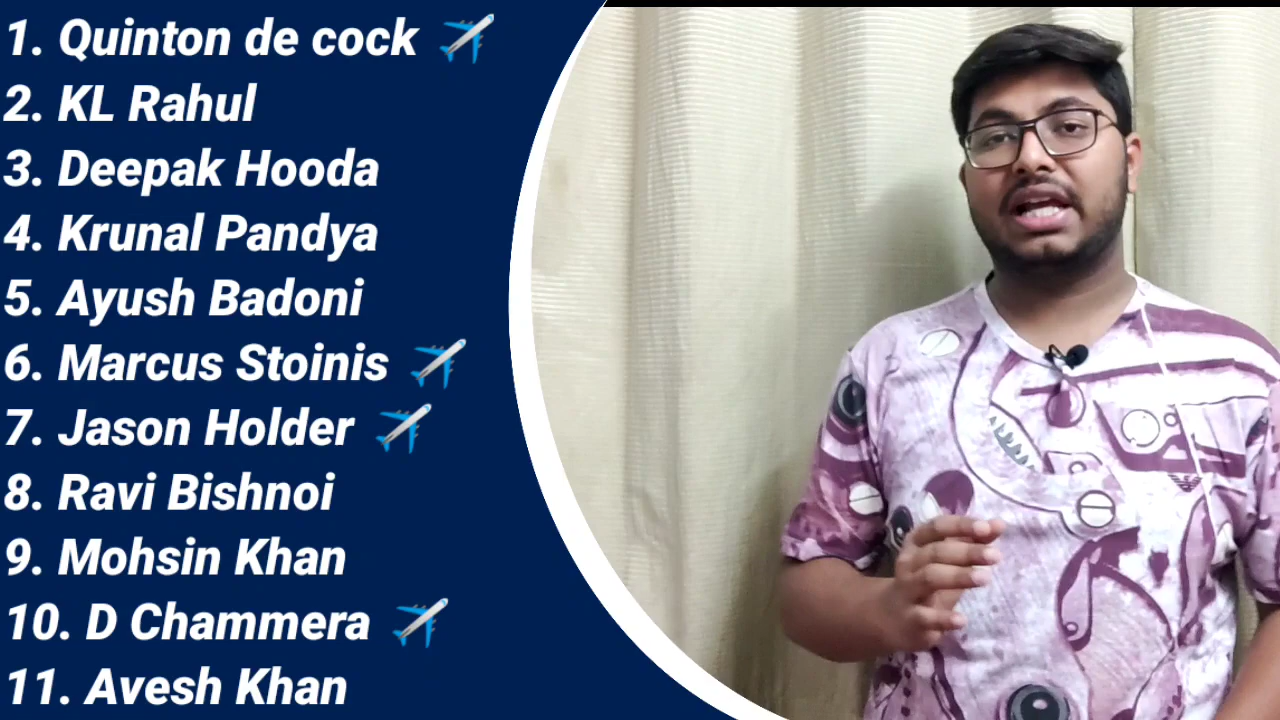 1. Quinton de cock ✈️
2. KL Rahul
3. Deepak Hooda
4. Krunal Pandya
5. Ayush Badoni
6. Marcus Stoinis ✈️
7. Jason Holder ✈️
8. Ravi Bishnoi
9. Mohsin Khan
10. D Chammera ✈️
11. Avesh Khan